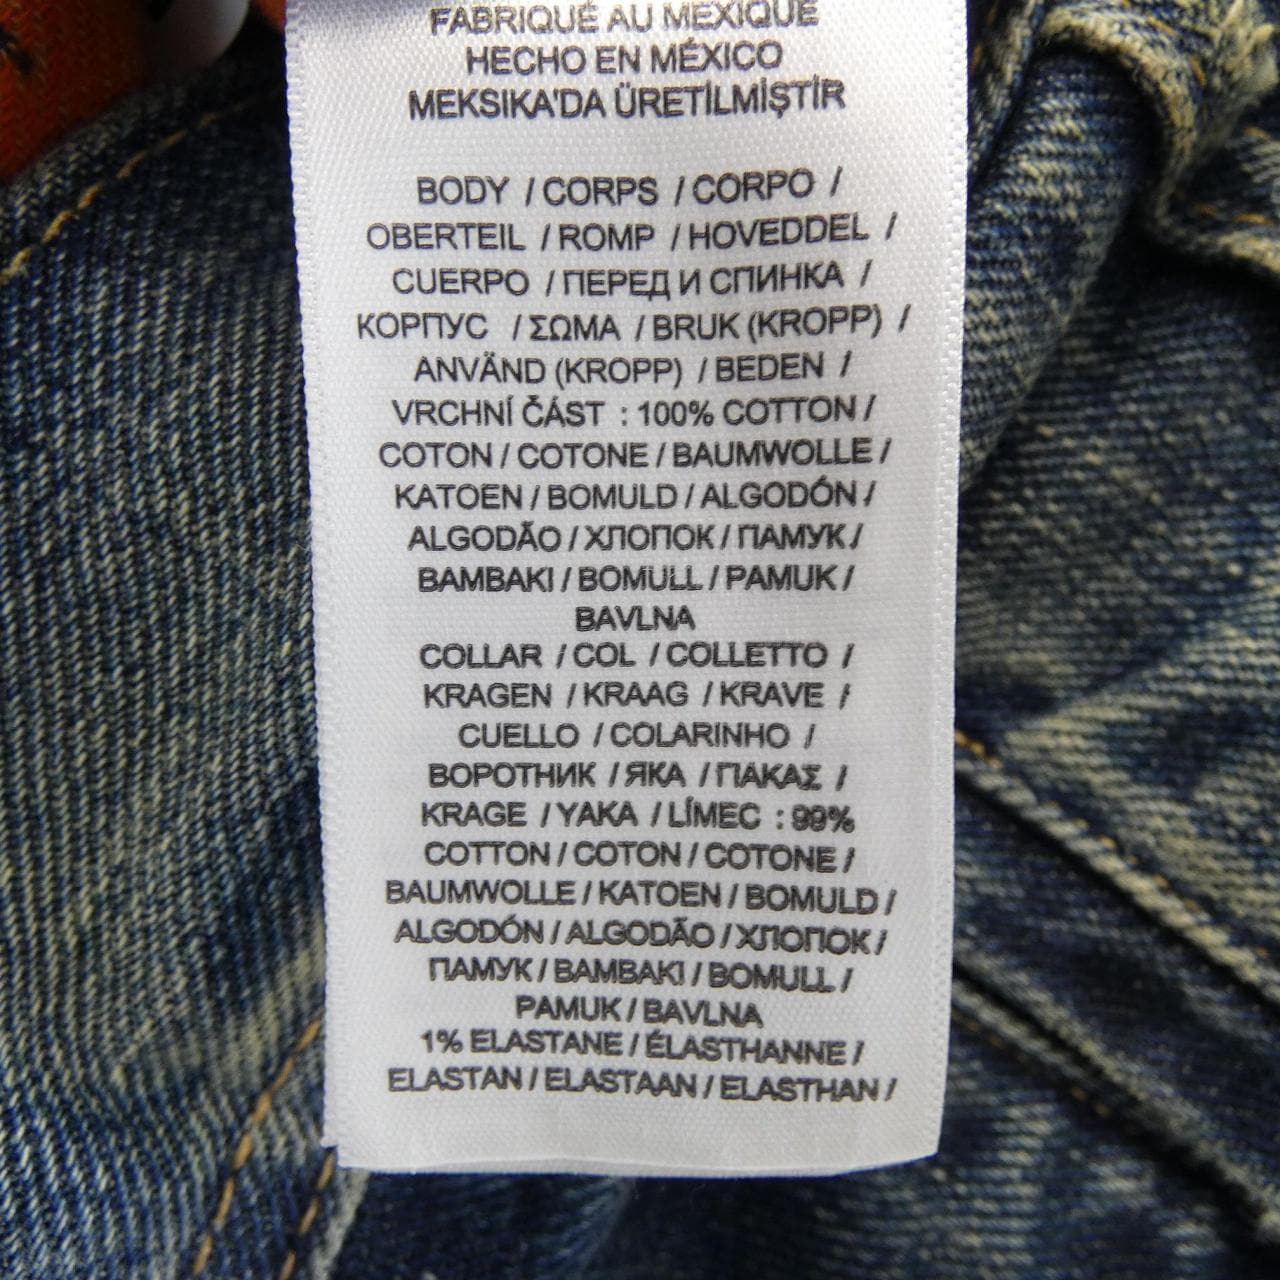 FABRIQUÉ AU MEXIQUE
HECHO EN MÉXICO
MEKSIKA'DA ÜRETİLMİŞTİR
BODY / CORPS / CORPO /
OBERTEIL / ROMP / HOVEDDEL /
CUERPO / ПЕРЕД И СПИНКА /
КОРПУС / ΣΩΜΑ / BRUK (KROPP) /
ANVÄND (KROPP) / BEDEN /
VRCHNÍ ČÁST : 100% COTTON /
COTON / COTONE / BAUMWOLLE /
KATOEN / BOMULD / ALGODÓN /
ALGODÃO / ХЛОПОК / ПАМУК /
BAMBAKI / BOMULL / PAMUK /
BAVLNA
COLLAR / COL / COLLETTO /
KRAGEN / KRAAG / KRAVE /
CUELLO / COLARINHO /
ВОРОТНИК / ЯКА / ΓΙΑΚΑΣ /
KRAGE / YAKA / LÍMEC : 99%
COTTON / COTON / COTONE /
BAUMWOLLE / KATOEN / BOMULD /
ALGODÓN / ALGODÃO / ХЛОПОК /
ПАМУК / BAMBAKI / BOMULL /
PAMUK / BAVLNA
1% ELASTANE / ÉLASTHANNE /
ELASTAN / ELASTAAN / ELASTHAN /